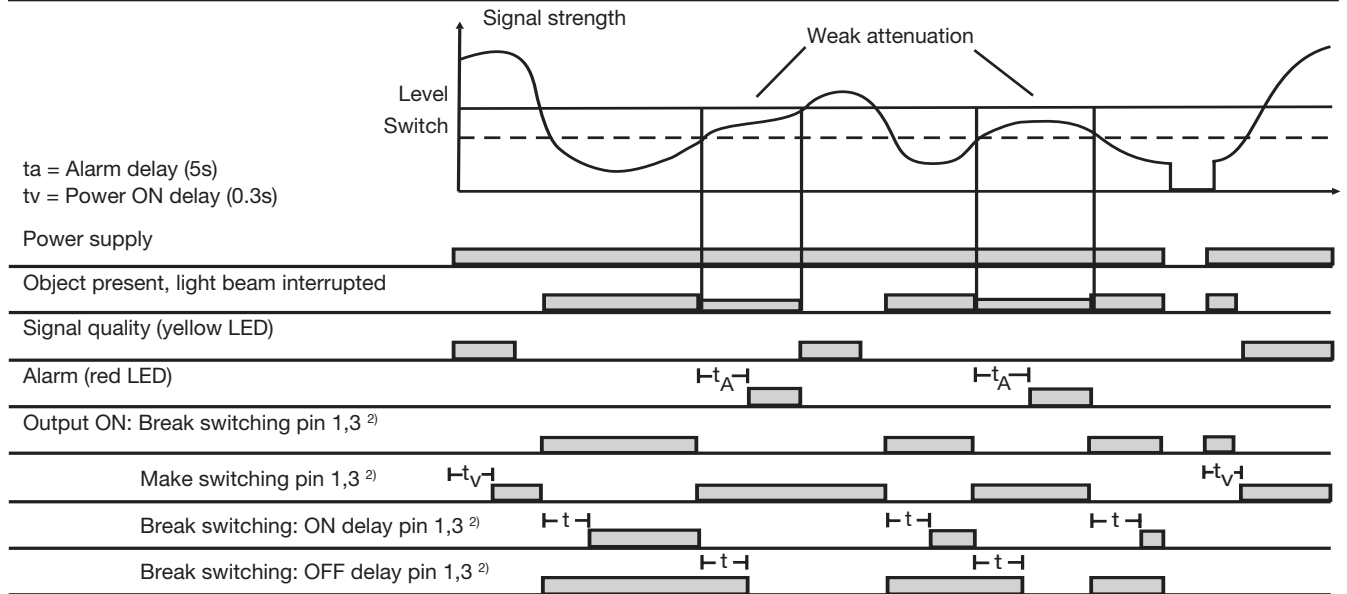 Signal strength
Weak attenuation
Level
Switch
ta = Alarm delay (5s)
tv = Power ON delay (0.3s)
Power supply
Object present, light beam interrupted
Signal quality (yellow LED)
Alarm (red LED)
tA tA
Output ON: Break switching pin 1,3 2)
Make switching pin 1,3 2)
tV tV
Break switching: ON delay pin 1,3 2)
t t t
Break switching: OFF delay pin 1,3 2)
t t